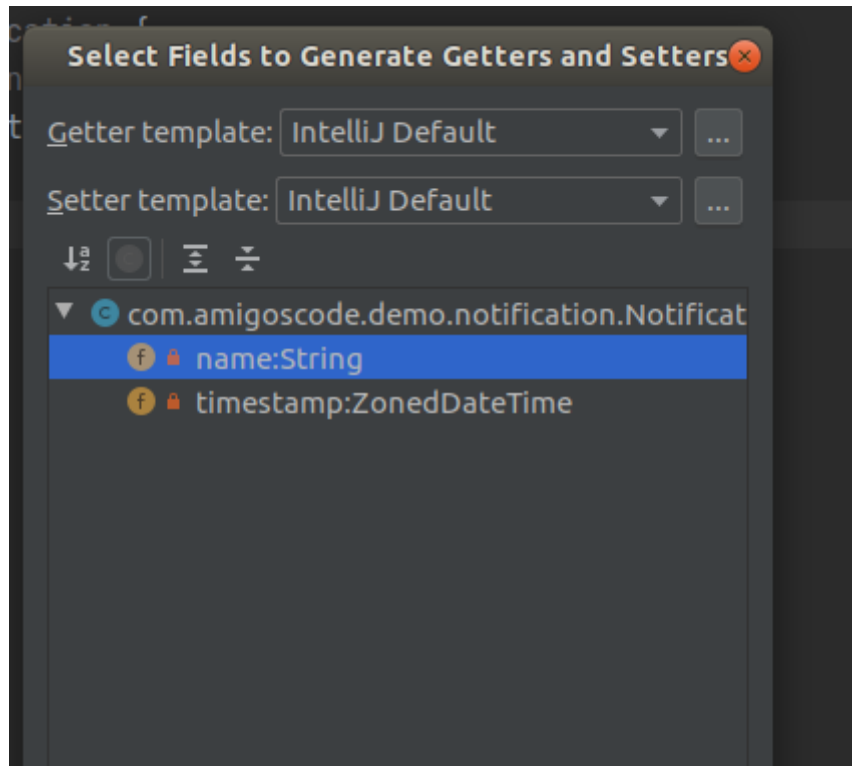 cation {
Select Fields to Generate Getters and Setters
n
t
Getter template: IntelliJ Default ...
Setter template: IntelliJ Default ...
com.amigoscode.demo.notification.Notificat
name:String
timestamp:ZonedDateTime